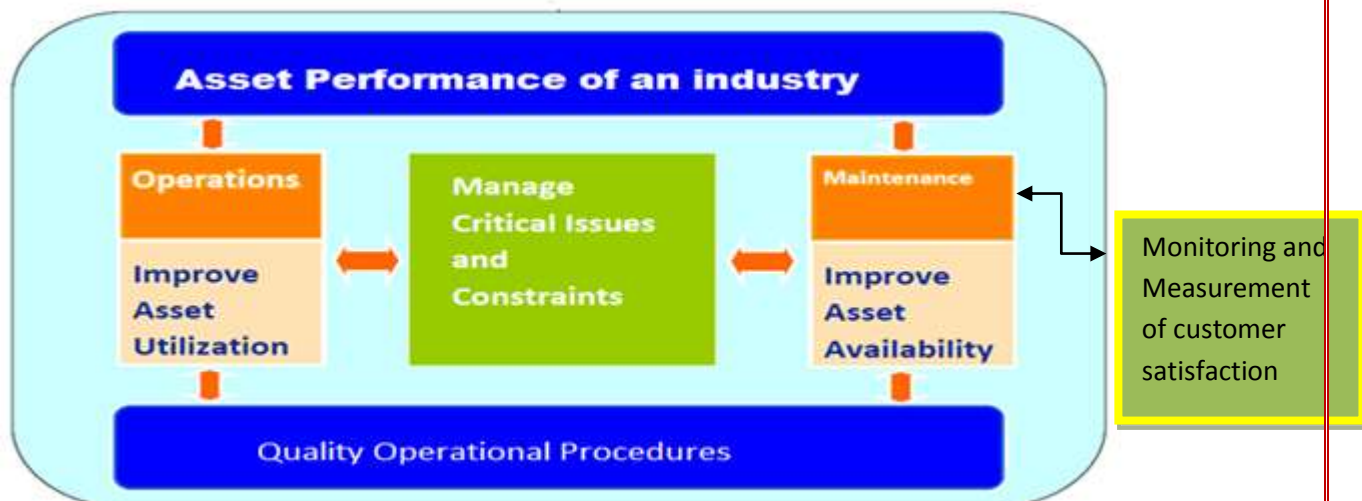 Asset Performance of an industry
Operations
Improve
Asset
Utilization
Manage
Critical Issues
and
Constraints
Maintenance
Improve
Asset
Availability
Monitoring and
Measurement
of customer
satisfaction
Quality Operational Procedures